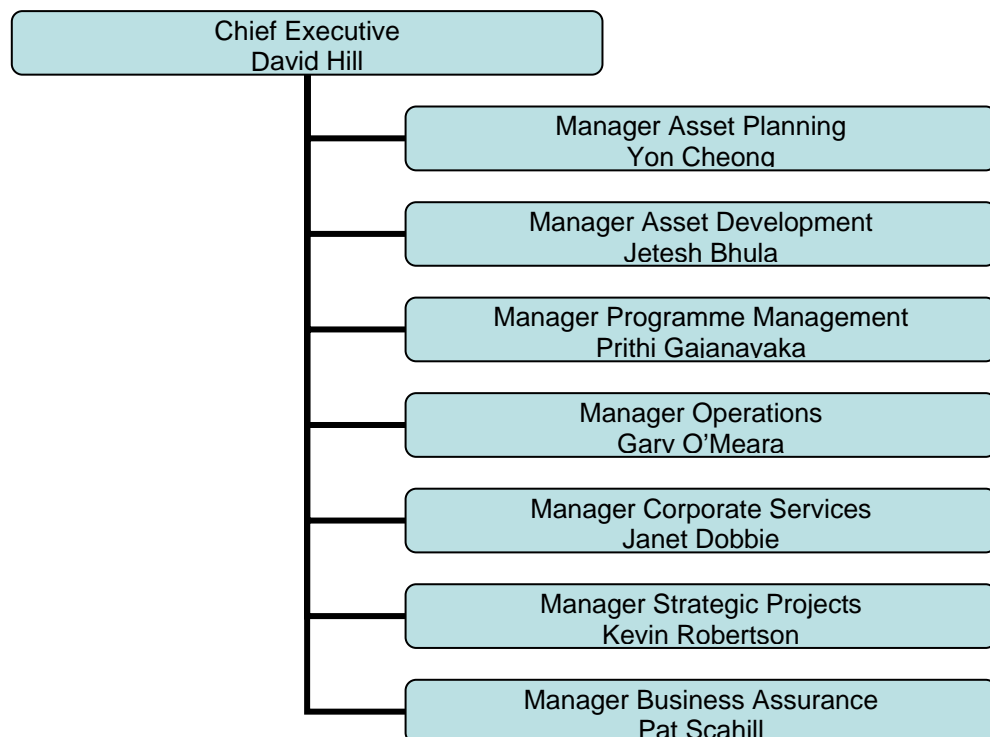 Chief Executive
David Hill
Manager Asset Planning
Yon Cheong
Manager Asset Development
Jetesh Bhula
Manager Programme Management
Prithi Gajanayaka
Manager Operations
Gary O’Meara
Manager Corporate Services
Janet Dobbie
Manager Strategic Projects
Kevin Robertson
Manager Business Assurance
Pat Scahill